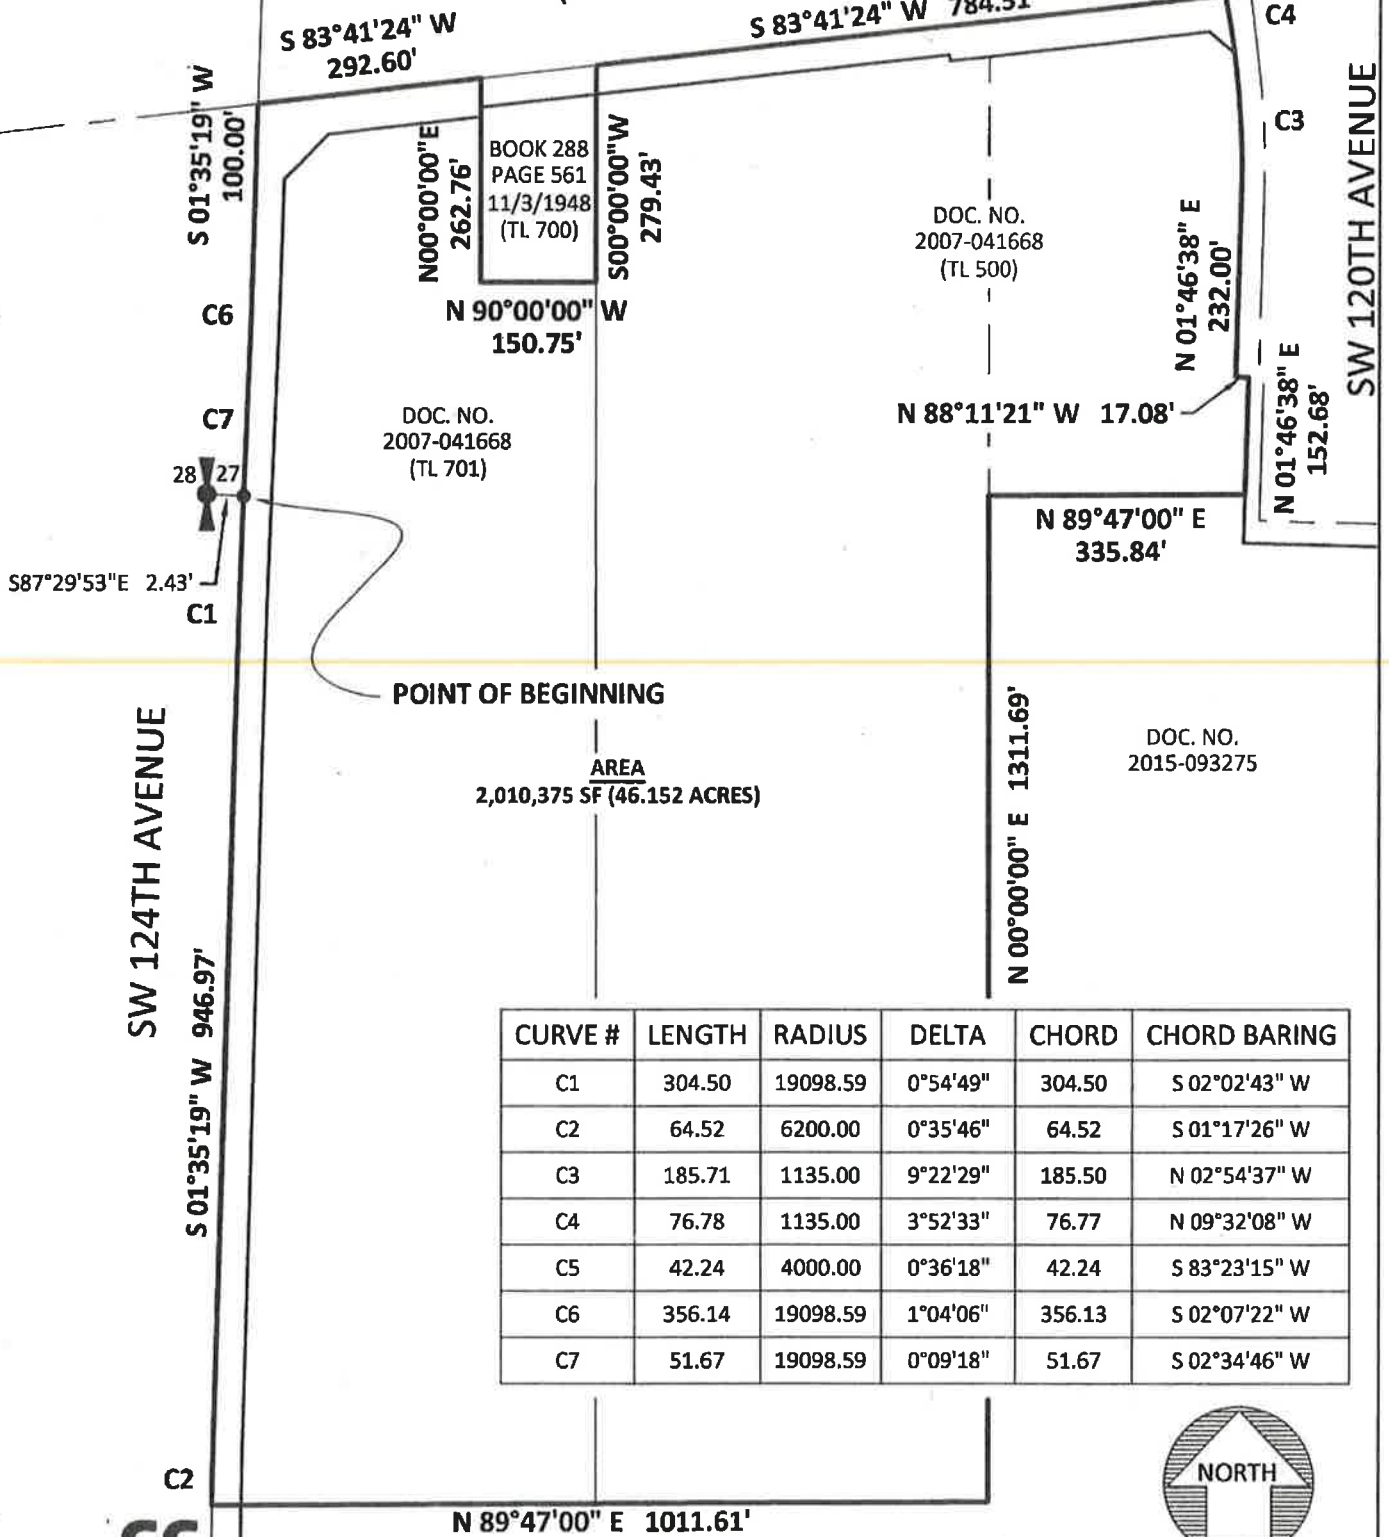 S 83°41'24" W
292.60'
S 83°41'24" W 784.51'
C4
S 01°35'19" W
100.00'
C3
SW 120TH AVENUE
N00°00'00"E
262.76'
BOOK 288
PAGE 561
11/3/1948
(TL 700)
S00°00'00"W
279.43'
DOC. NO.
2007-041668
(TL 500)
N 01°46'38" E
232.00'
C6
N 90°00'00" W
150.75'
C7
DOC. NO.
2007-041668
(TL 701)
N 88°11'21" W 17.08'
N 01°46'38" E
152.68'
28 27
N 89°47'00" E
335.84'
S87°29'53"E 2.43'
C1
POINT OF BEGINNING
SW 124TH AVENUE
N 00°00'00" E 1311.69'
DOC. NO.
2015-093275
AREA
2,010,375 SF (46.152 ACRES)
S 01°35'19" W 946.97'
CURVE # LENGTH RADIUS DELTA CHORD CHORD BARING
C1 304.50 19098.59 0°54'49" 304.50 S 02°02'43" W
C2 64.52 6200.00 0°35'46" 64.52 S 01°17'26" W
C3 185.71 1135.00 9°22'29" 185.50 N 02°54'37" W
C4 76.78 1135.00 3°52'33" 76.77 N 09°32'08" W
C5 42.24 4000.00 0°36'18" 42.24 S 83°23'15" W
C6 356.14 19098.59 1°04'06" 356.13 S 02°07'22" W
C7 51.67 19098.59 0°09'18" 51.67 S 02°34'46" W
C2
NORTH
N 89°47'00" E 1011.61'